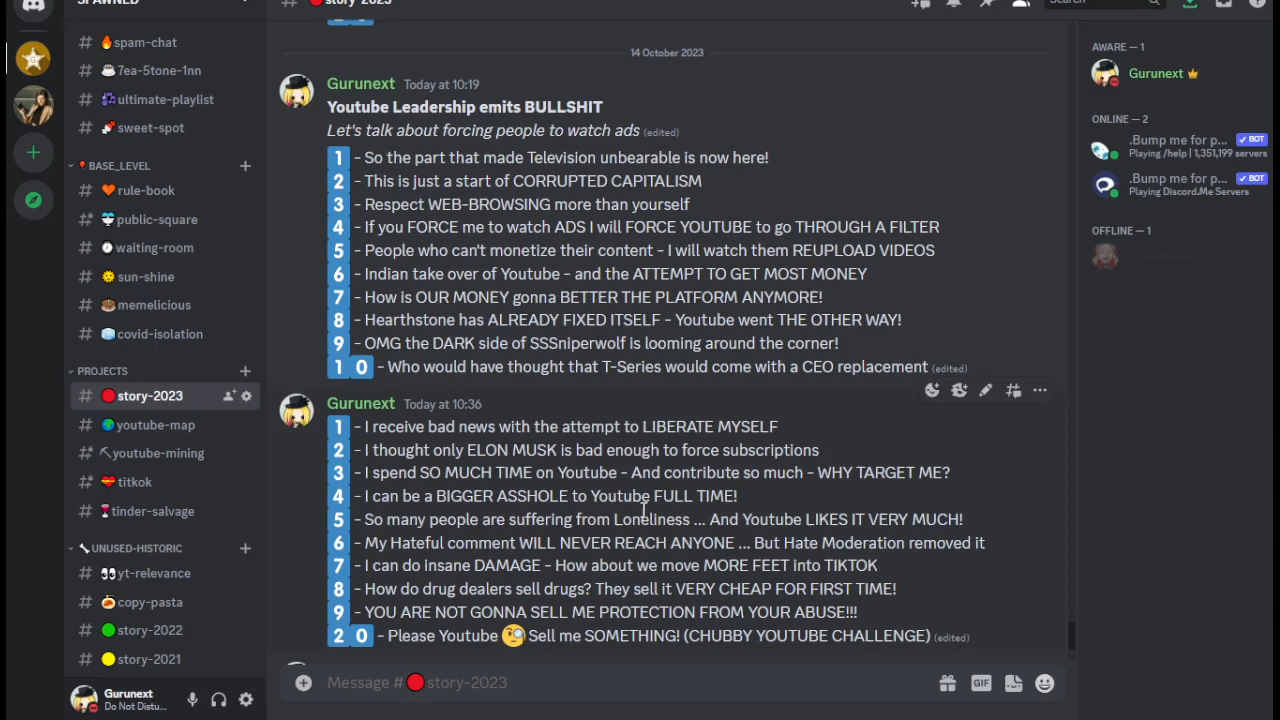 SPAWNED
🔥spam-chat
☕7ea-5tone-1nn
ultimate-playlist
sweet-spot
BASE_LEVEL
rule-book
public-square
waiting-room
sun-shine
memelicious
covid-isolation
PROJECTS
story-2023
youtube-map
youtube-mining
titkok
tinder-salvage
UNUSED-HISTORIC
yt-relevance
copy-pasta
story-2022
story-2021
Gurunext
Do Not Distu...
story-2023
14 October 2023
Gurunext Today at 10:19
Youtube Leadership emits BULLSHIT
Let's talk about forcing people to watch ads (edited)
1 - So the part that made Television unbearable is now here!
2 - This is just a start of CORRUPTED CAPITALISM
3 - Respect WEB-BROWSING more than yourself
4 - If you FORCE me to watch ADS I will FORCE YOUTUBE to go THROUGH A FILTER
5 - People who can't monetize their content - I will watch them REUPLOAD VIDEOS
6 - Indian take over of Youtube - and the ATTEMPT TO GET MOST MONEY
7 - How is OUR MONEY gonna BETTER THE PLATFORM ANYMORE!
8 - Hearthstone has ALREADY FIXED ITSELF - Youtube went THE OTHER WAY!
9 - OMG the DARK side of SSSniperwolf is looming around the corner!
1 0 - Who would have thought that T-Series would come with a CEO replacement (edited)
Gurunext Today at 10:36
1 - I receive bad news with the attempt to LIBERATE MYSELF
2 - I thought only ELON MUSK is bad enough to force subscriptions
3 - I spend SO MUCH TIME on Youtube - And contribute so much - WHY TARGET ME?
4 - I can be a BIGGER ASSHOLE to Youtube FULL TIME!
5 - So many people are suffering from Loneliness ... And Youtube LIKES IT VERY MUCH!
6 - My Hateful comment WILL NEVER REACH ANYONE ... But Hate Moderation removed it
7 - I can do insane DAMAGE - How about we move MORE FEET into TIKTOK
8 - How do drug dealers sell drugs? They sell it VERY CHEAP FOR FIRST TIME!
9 - YOU ARE NOT GONNA SELL ME PROTECTION FROM YOUR ABUSE!!!
2 0 - Please Youtube 🧐 Sell me SOMETHING! (CHUBBY YOUTUBE CHALLENGE) (edited)
Message #🔴story-2023
GIF
Search
AWARE — 1
Gurunext
ONLINE — 2
.Bump me for p... ✓ BOT
Playing /help | 1,351,199 servers
.Bump me for p... ✓ BOT
Playing Discord.Me Servers
OFFLINE — 1